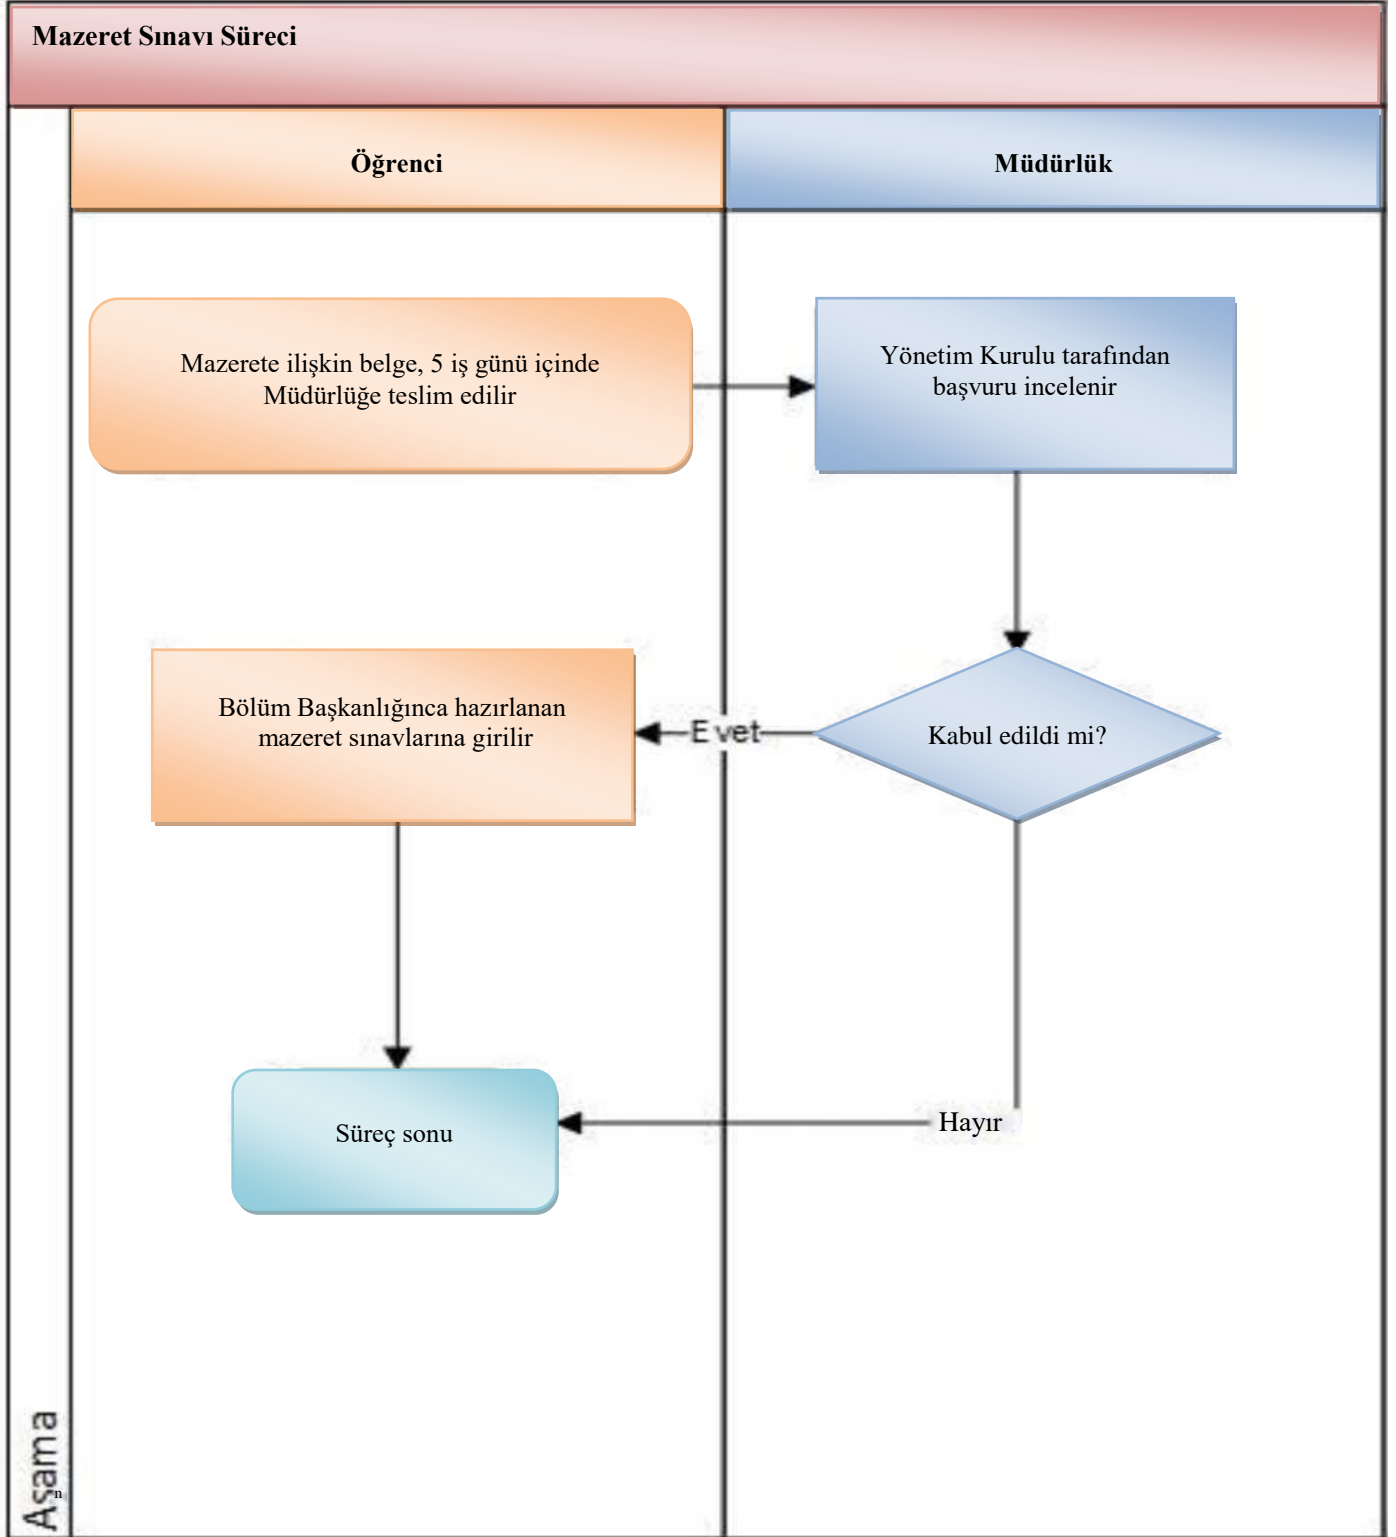 Mazeret Sınavı Süreci
Öğrenci
Müdürlük
Mazerete ilişkin belge, 5 iş günü içinde
Müdürlüğe teslim edilir
Yönetim Kurulu tarafından
başvuru incelenir
Bölüm Başkanlığınca hazırlanan
mazeret sınavlarına girilir
Evet
Kabul edildi mi?
Süreç sonu
Hayır
Aşama
n